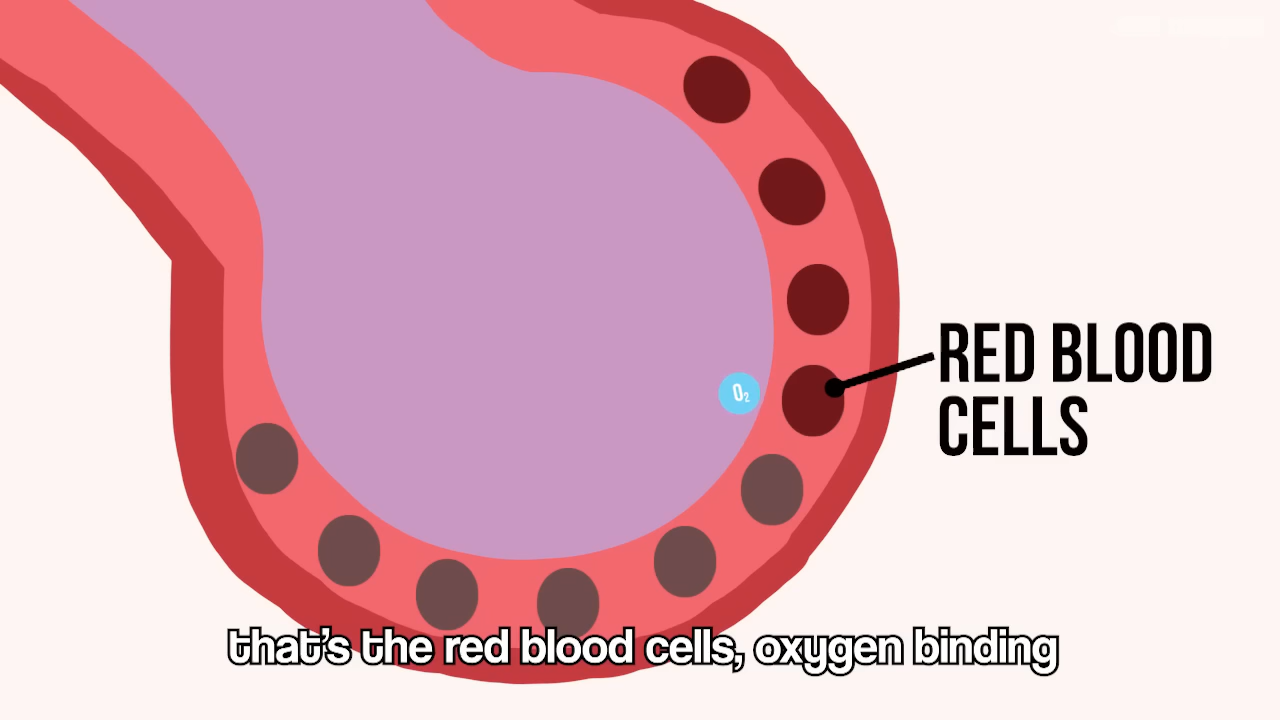 RED BLOOD
CELLS
O₂
that's the red blood cells, oxygen binding